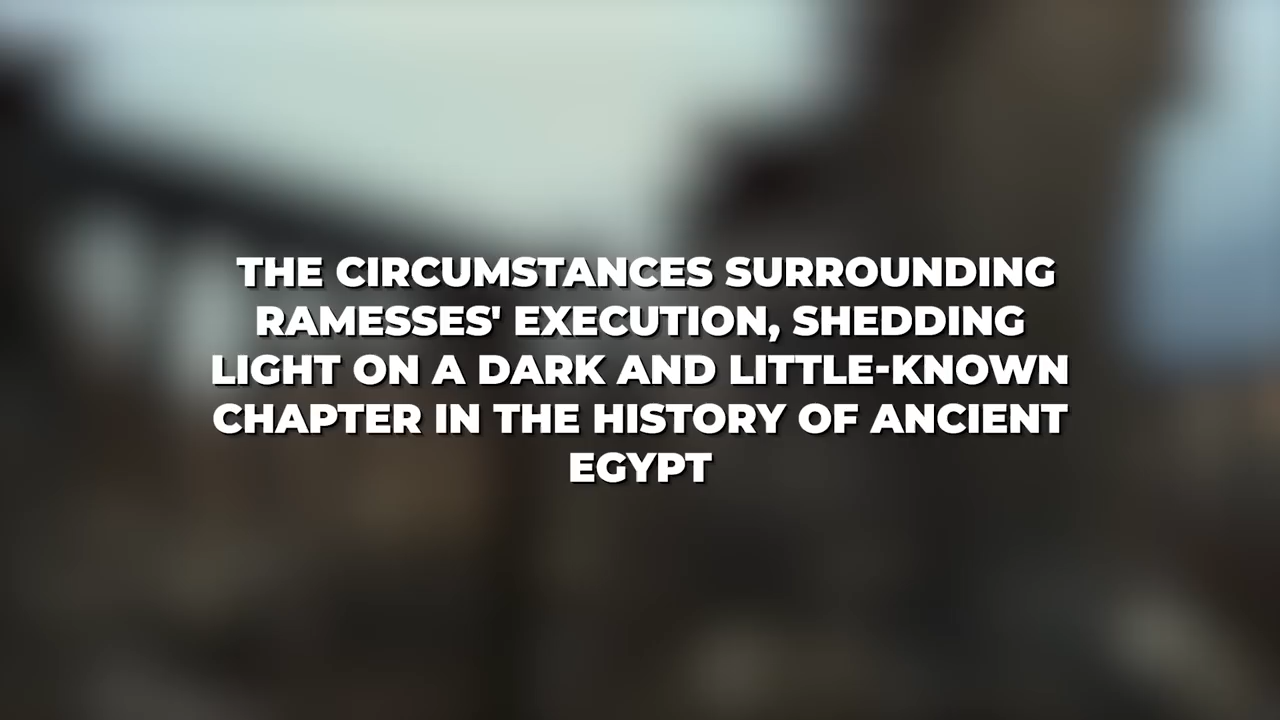 THE CIRCUMSTANCES SURROUNDING
RAMESSES' EXECUTION, SHEDDING
LIGHT ON A DARK AND LITTLE-KNOWN
CHAPTER IN THE HISTORY OF ANCIENT
EGYPT